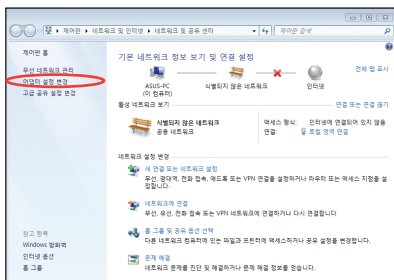 제어판 ▸ 네트워크 및 인터넷 ▸ 네트워크 및 공유 센터
제어판 검색
제어판 홈
무선 네트워크 관리
어댑터 설정 변경
고급 공유 설정 변경
기본 네트워크 정보 보기 및 연결 설정
전체 맵 표시
ASUS-PC
(이 컴퓨터)
식별되지 않은 네트워크
인터넷
활성 네트워크 보기
연결 또는 연결 끊기
식별되지 않은 네트워크
공용 네트워크
액세스 형식: 인터넷에 연결되어 있지 않음
연결: 로컬 영역 연결
네트워크 설정 변경
새 연결 또는 네트워크 설정
무선, 광대역, 전화 접속, 애드혹 또는 VPN 연결을 설정하거나 라우터 또는 액세스 지점을 설정합니다.
네트워크에 연결
무선, 유선, 전화 접속 또는 VPN 네트워크에 연결하거나 다시 연결합니다
홈 그룹 및 공유 옵션 선택
다른 네트워크 컴퓨터에 있는 파일과 프린터에 액세스하거나 공유 설정을 변경합니다.
문제 해결
네트워크 문제를 진단 및 해결하거나 문제 해결 정보를 얻습니다.
참고 항목
Windows 방화벽
인터넷 옵션
홈 그룹